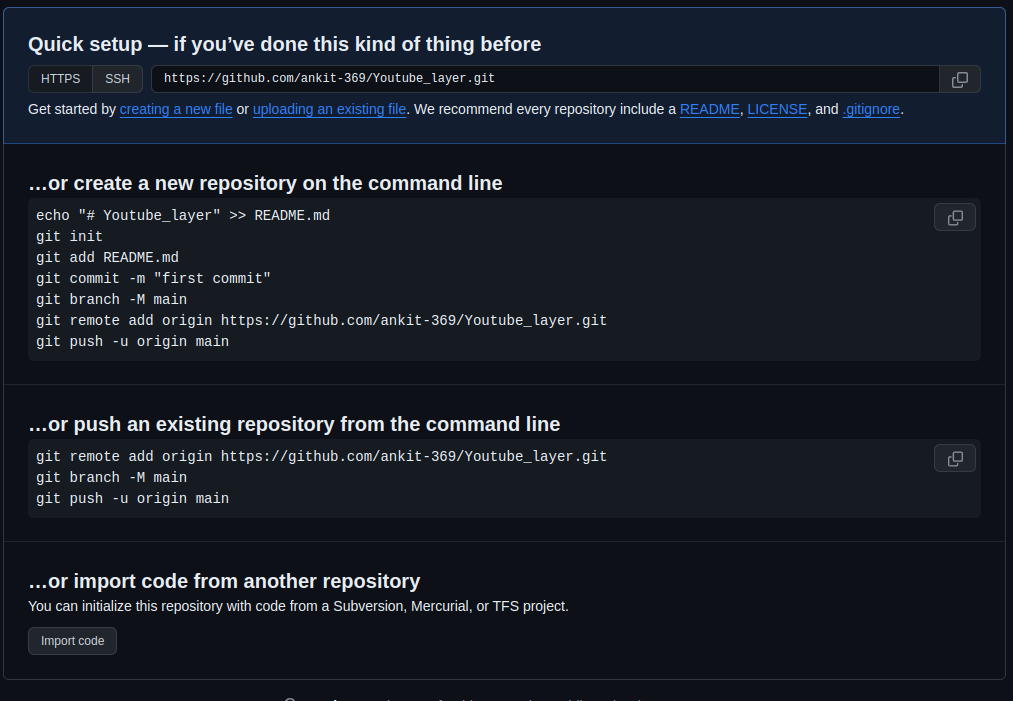 Quick setup — if you’ve done this kind of thing before
HTTPS SSH https://github.com/ankit-369/Youtube_layer.git
Get started by creating a new file or uploading an existing file. We recommend every repository include a README, LICENSE, and .gitignore.
…or create a new repository on the command line
echo "# Youtube_layer" >> README.md
git init
git add README.md
git commit -m "first commit"
git branch -M main
git remote add origin https://github.com/ankit-369/Youtube_layer.git
git push -u origin main
…or push an existing repository from the command line
git remote add origin https://github.com/ankit-369/Youtube_layer.git
git branch -M main
git push -u origin main
…or import code from another repository
You can initialize this repository with code from a Subversion, Mercurial, or TFS project.
Import code